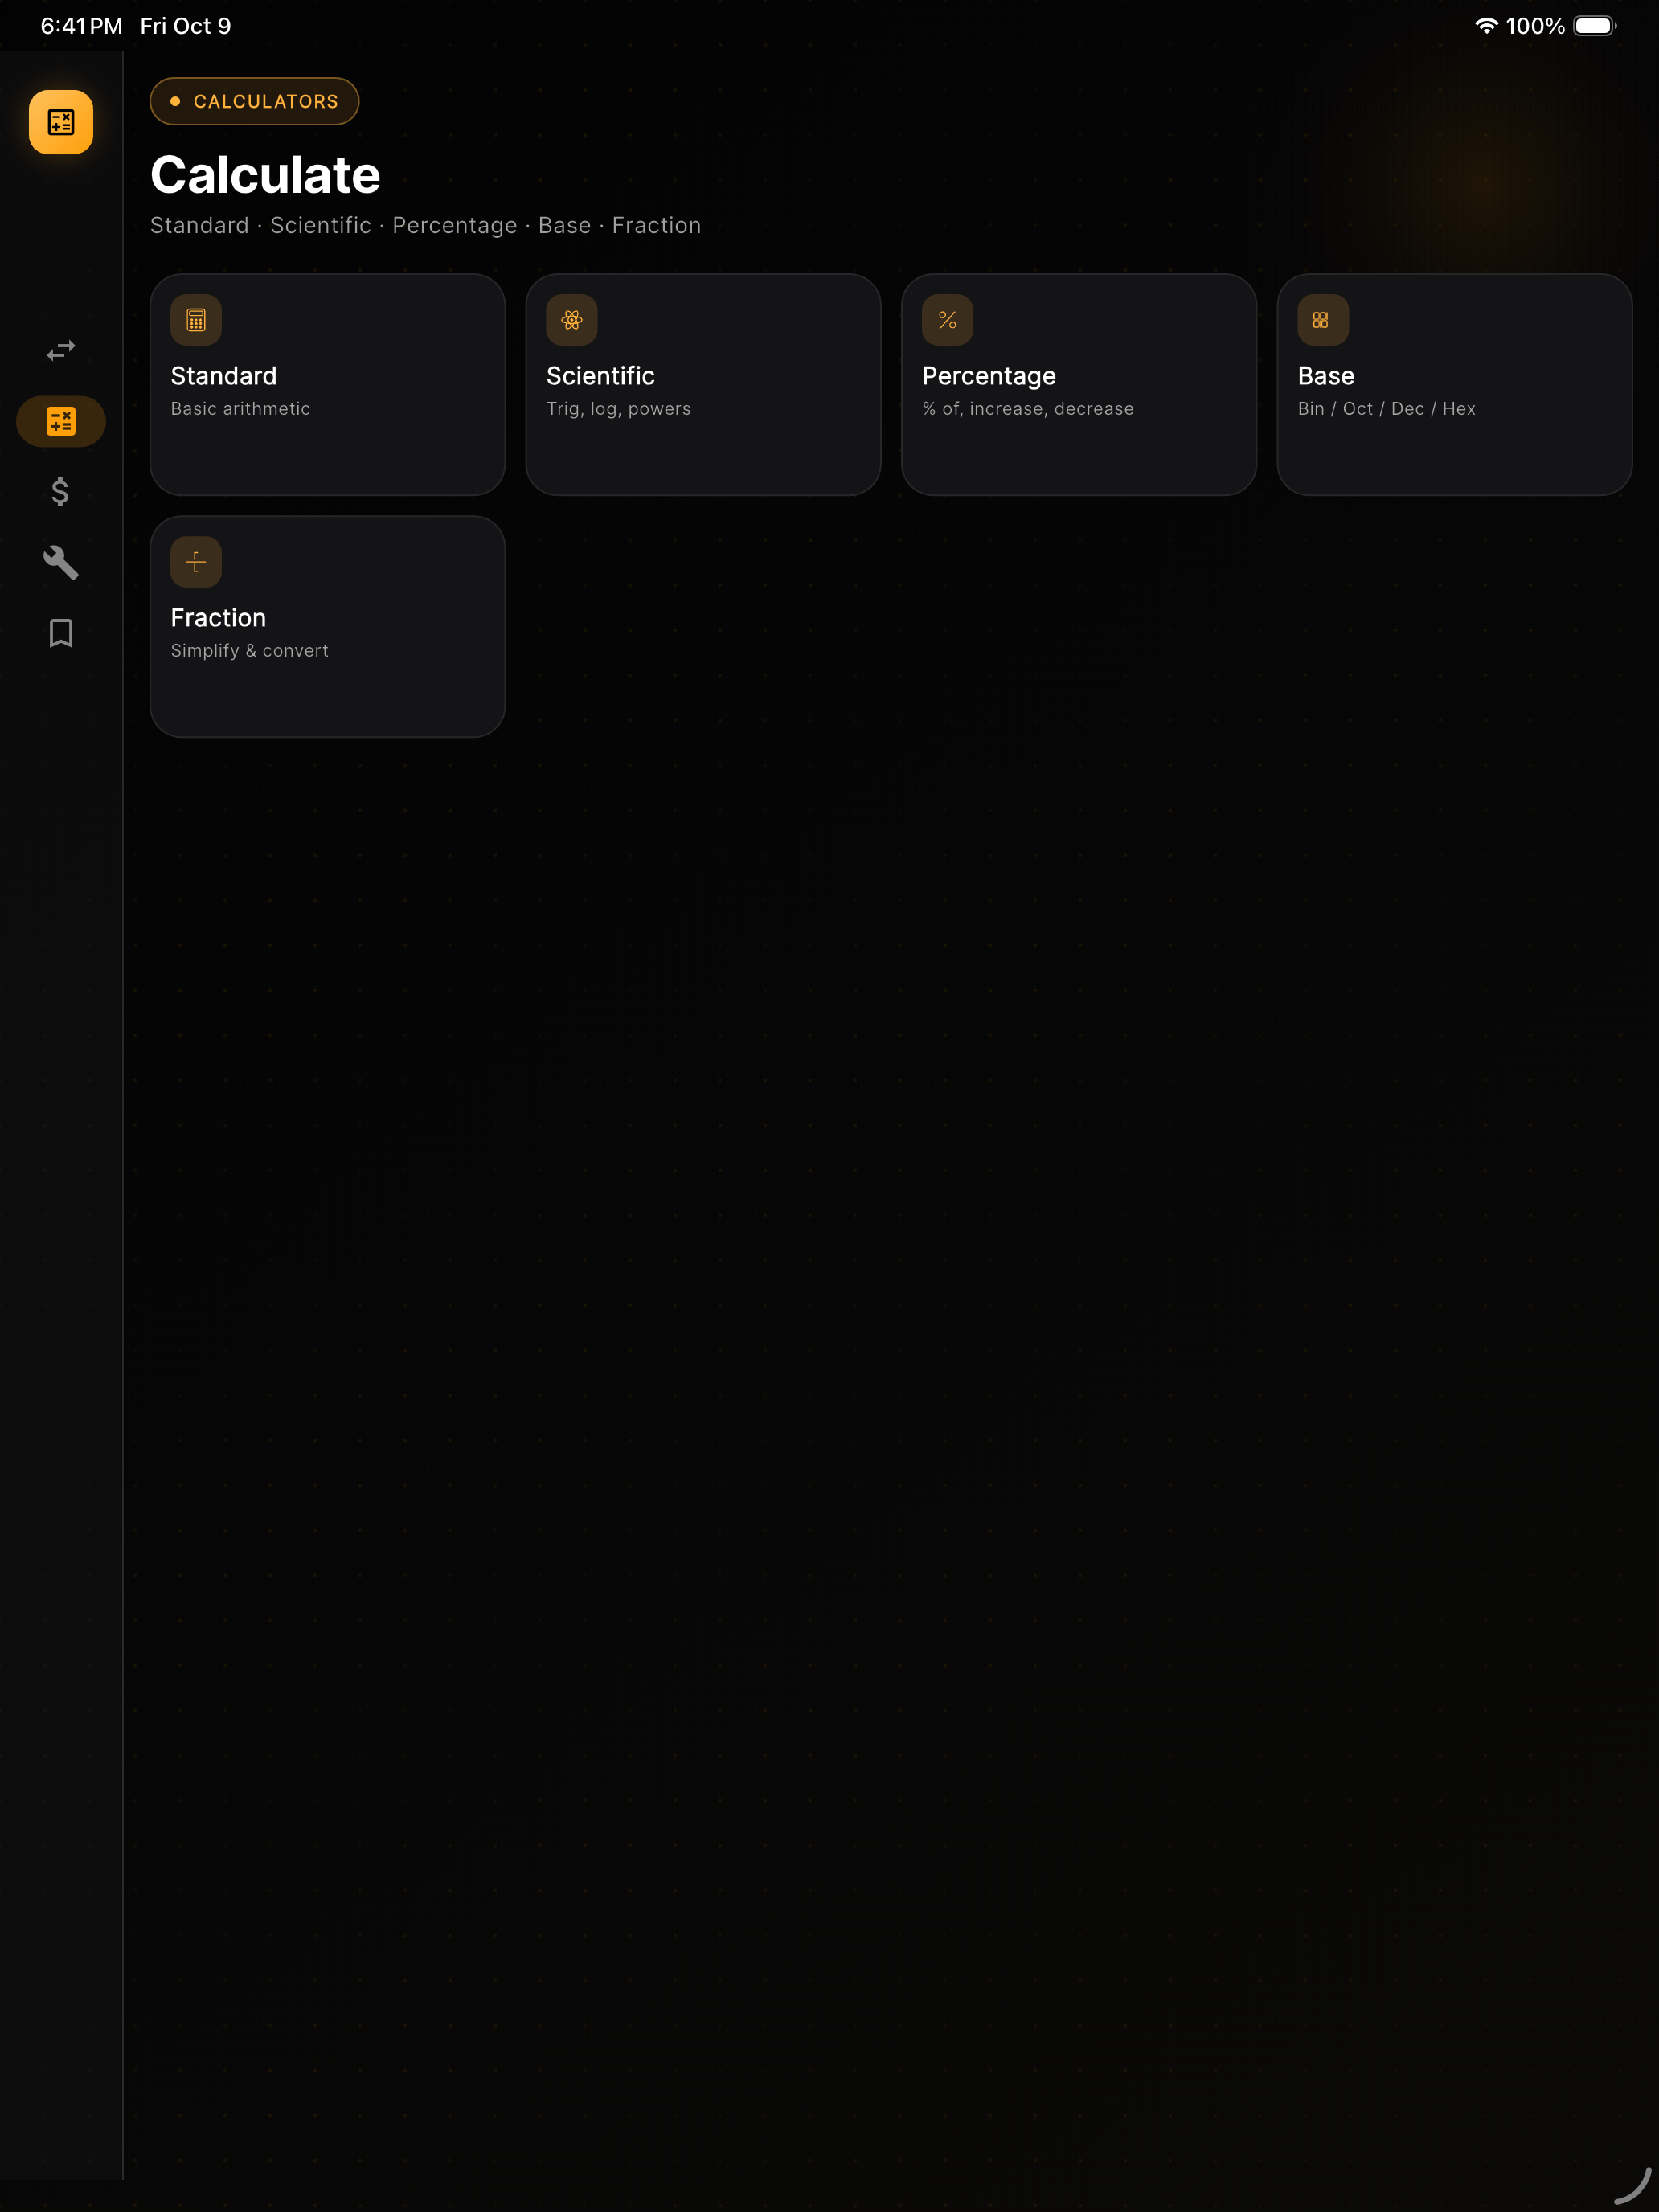 6:41 PM Fri Oct 9
100%
CALCULATORS
Calculate
Standard · Scientific · Percentage · Base · Fraction
Standard
Basic arithmetic
Scientific
Trig, log, powers
Percentage
% of, increase, decrease
Base
Bin / Oct / Dec / Hex
Fraction
Simplify & convert